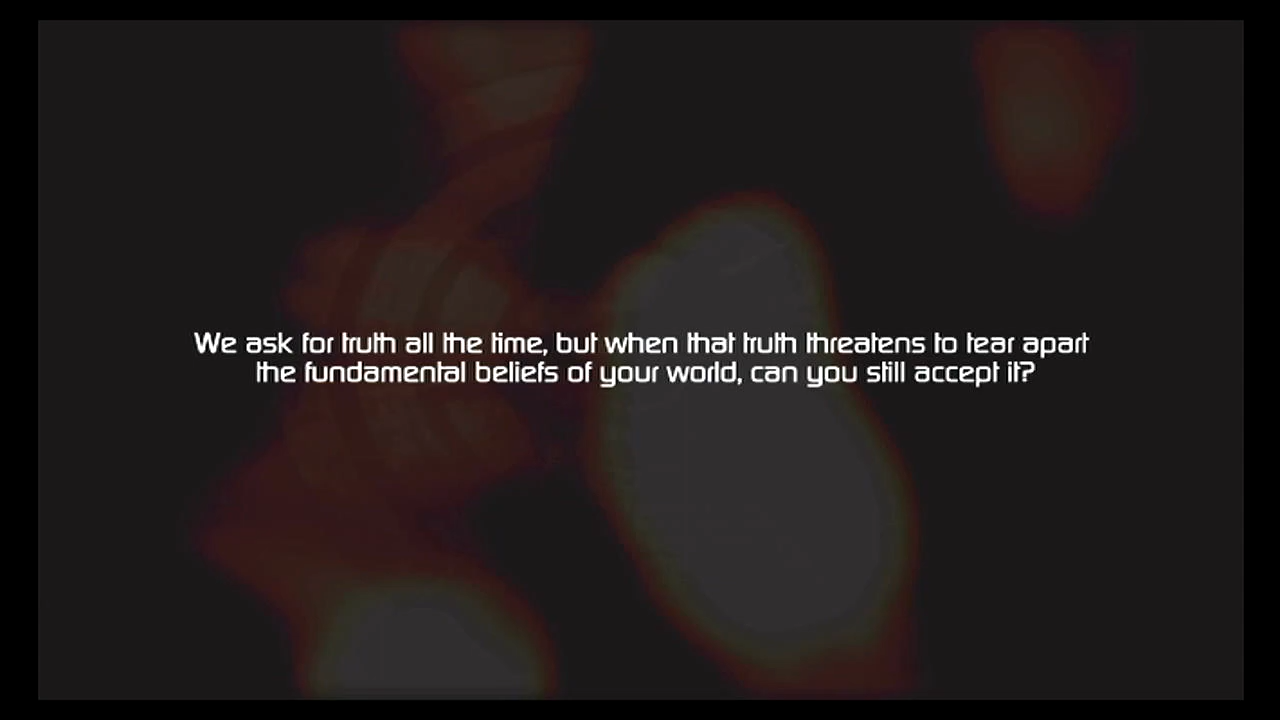 We ask for truth all the time, but when that truth threatens to tear apart
the fundamental beliefs of your world, can you still accept it?